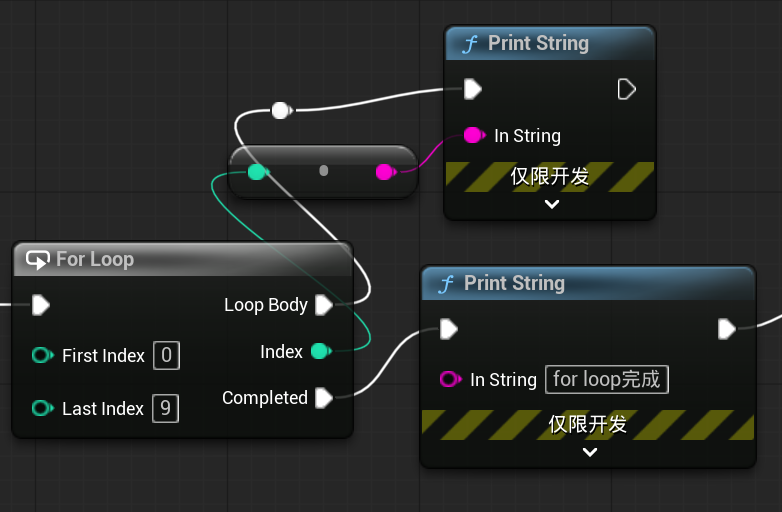 Print String
In String
仅限开发
For Loop
Loop Body
First Index 0
Index
Last Index 9
Completed
Print String
In String for loop完成
仅限开发